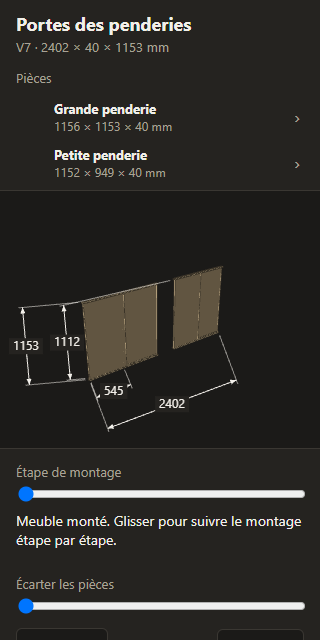 Portes des penderies
V7 · 2402 × 40 × 1153 mm
Pièces
Grande penderie
1156 × 1153 × 40 mm
›
Petite penderie
1152 × 949 × 40 mm
›
1153
1112
545
2402
Étape de montage
Meuble monté. Glisser pour suivre le montage
étape par étape.
Écarter les pièces